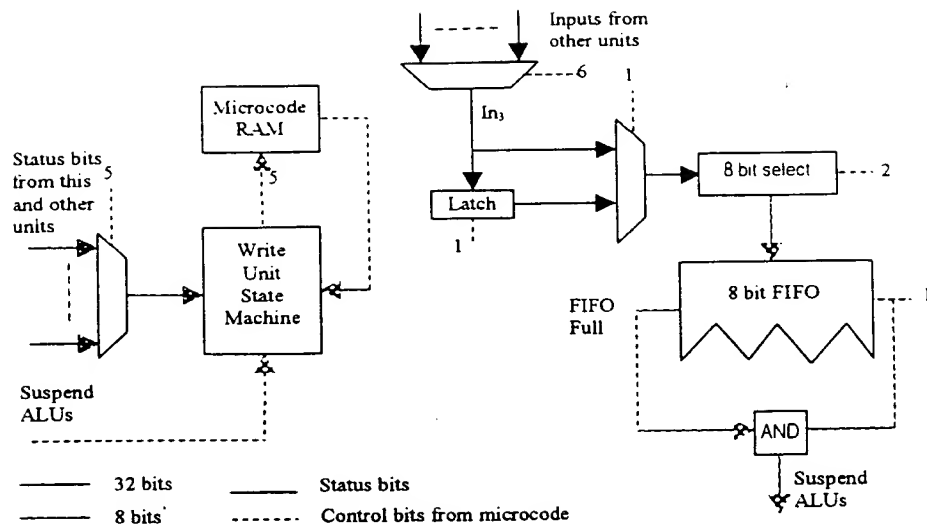 Inputs from
other units
6
1
In₃
Microcode
RAM
Status bits
from this
and other
units
5
5
8 bit select
2
Latch
1
Write
Unit
State
Machine
8 bit FIFO
1
FIFO
Full
Suspend
ALUs
AND
Suspend
ALUs
32 bits
Status bits
8 bits
Control bits from microcode